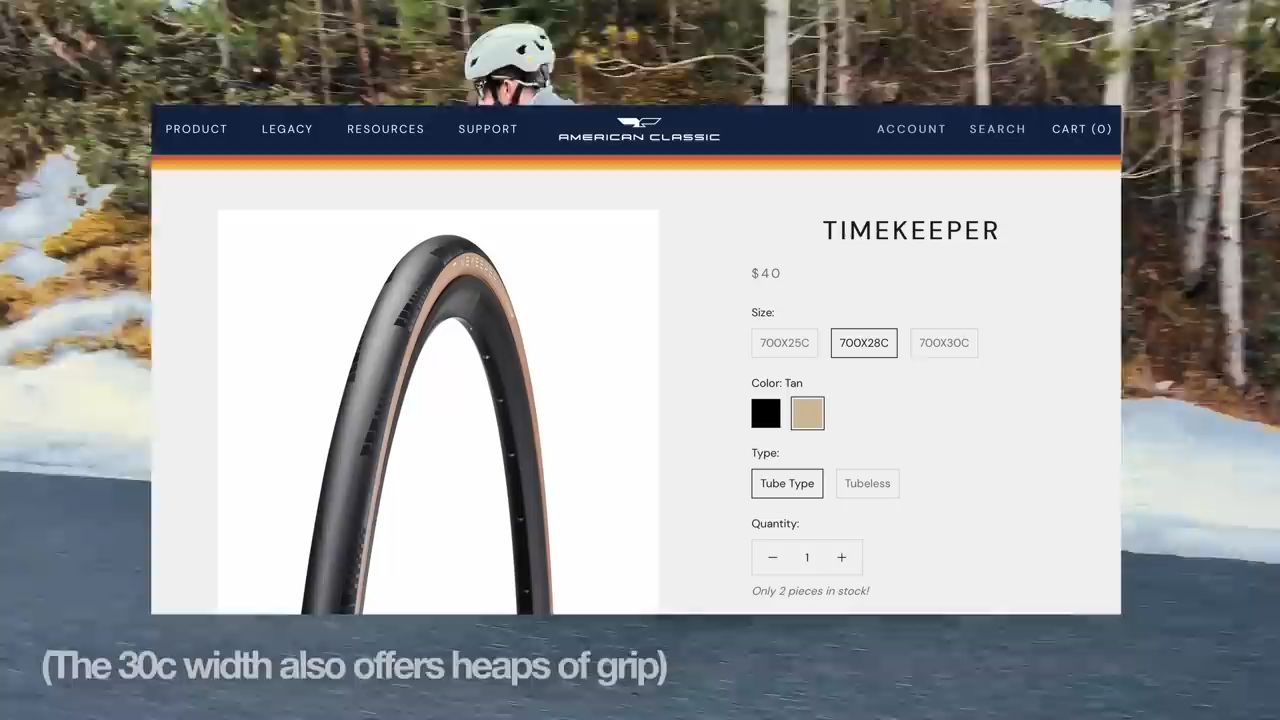 PRODUCT LEGACY RESOURCES SUPPORT AMERICAN CLASSIC ACCOUNT SEARCH CART (0)
TIMEKEEPER
$40
Size:
700X25C 700X28C 700X30C
Color: Tan
Type:
Tube Type Tubeless
Quantity:
− 1 +
Only 2 pieces in stock!
(The 30c width also offers heaps of grip)